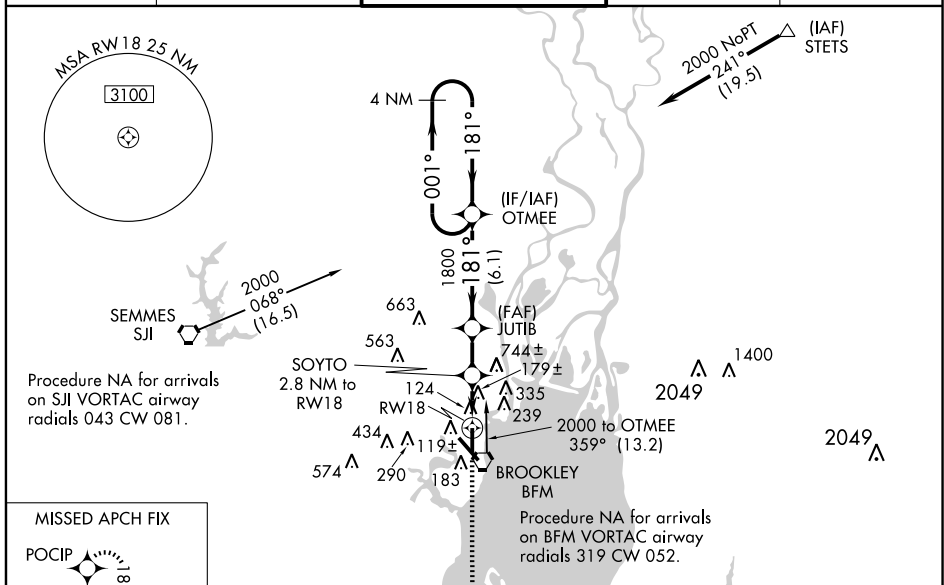 MSA RW18 25 NM
3100
2000 NoPT
241°
(19.5)
(IAF)
STETS
4 NM
181°
001°
(IF/IAF)
OTMEE
1800
181°
(6.1)
2000
068°
(16.5)
SEMMES
SJI
663
(FAF)
JUTIB
563
744±
SOYTO
2.8 NM to
RW18
179±
1400
2049
124
335
RW18
239
434
119±
2000 to OTMEE
359° (13.2)
2049
574
290
183
BROOKLEY
BFM
Procedure NA for arrivals
on SJI VORTAC airway
radials 043 CW 081.
Procedure NA for arrivals
on BFM VORTAC airway
radials 319 CW 052.
MISSED APCH FIX
POCIP
18